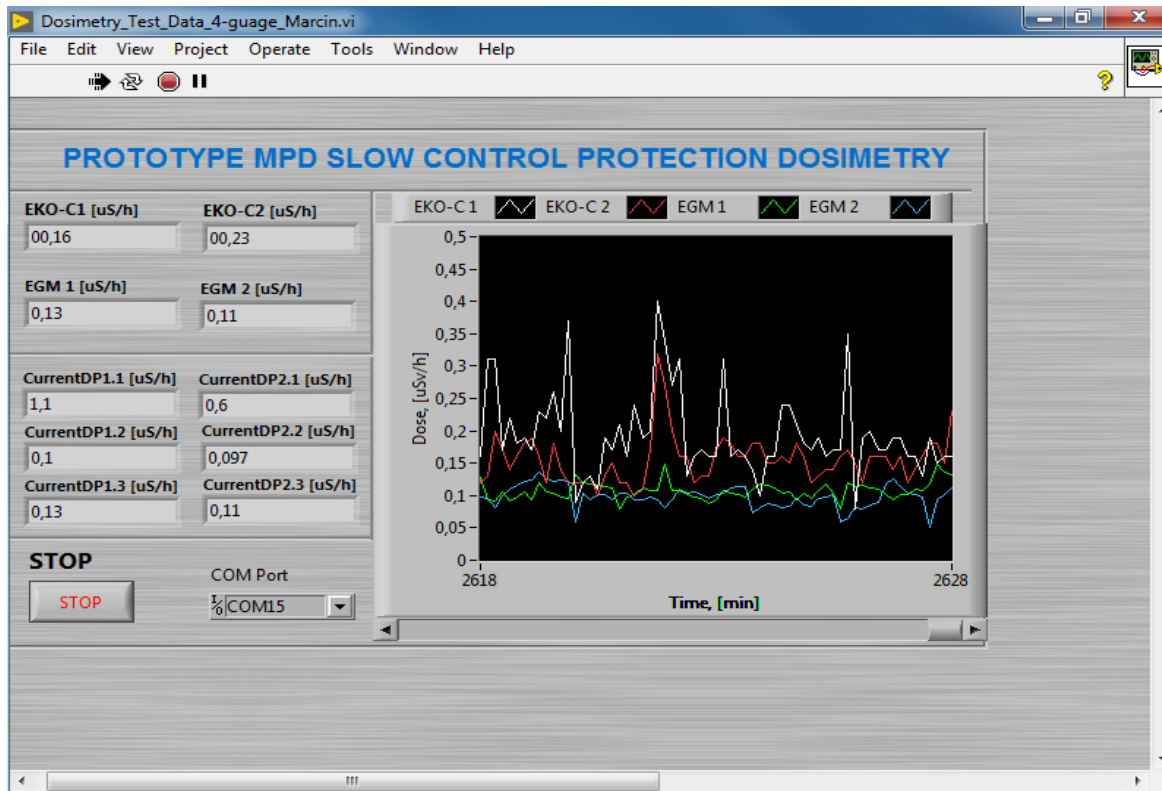 Dosimetry_Test_Data_4-guage_Marcin.vi
File Edit View Project Operate Tools Window Help
PROTOTYPE MPD SLOW CONTROL PROTECTION DOSIMETRY
EKO-C1 [uS/h] EKO-C2 [uS/h]
00,16 00,23
EGM 1 [uS/h] EGM 2 [uS/h]
0,13 0,11
CurrentDP1.1 [uS/h] CurrentDP2.1 [uS/h]
1,1 0,6
CurrentDP1.2 [uS/h] CurrentDP2.2 [uS/h]
0,1 0,097
CurrentDP1.3 [uS/h] CurrentDP2.3 [uS/h]
0,13 0,11
STOP
STOP
COM Port
I/O COM15
EKO-C 1 EKO-C 2 EGM 1 EGM 2
Dose, [uSv/h]
0,5
0,45
0,4
0,35
0,3
0,25
0,2
0,15
0,1
0,05
0
2618 2628
Time, [min]